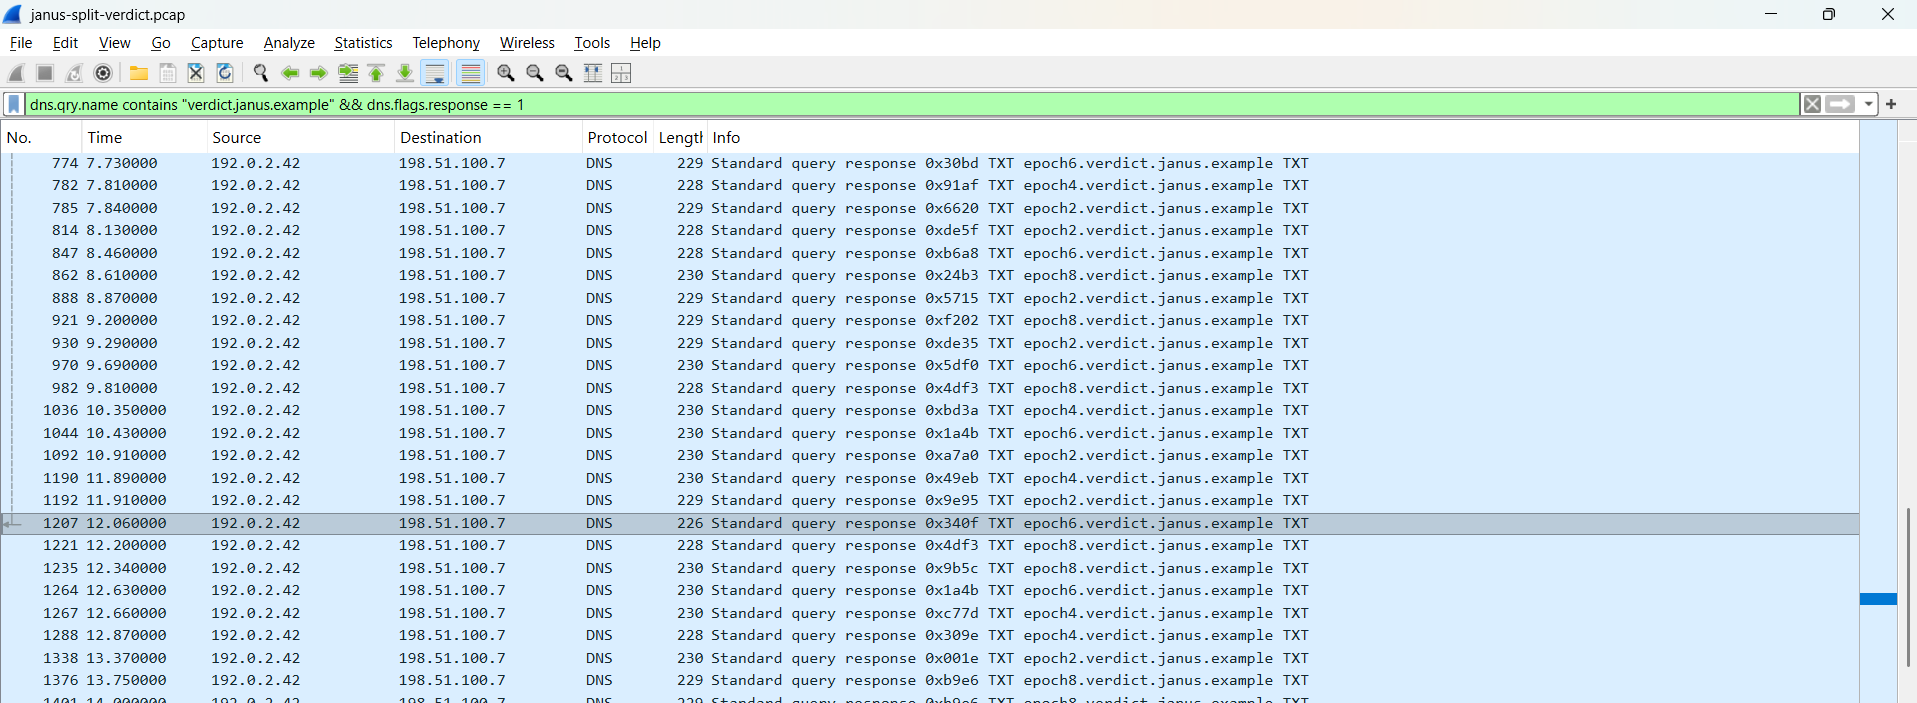 janus-split-verdict.pcap
File Edit View Go Capture Analyze Statistics Telephony Wireless Tools Help
dns.qry.name contains "verdict.janus.example" && dns.flags.response == 1
No. Time Source Destination Protocol Length Info
774 7.730000 192.0.2.42 198.51.100.7 DNS 229 Standard query response 0x30bd TXT epoch6.verdict.janus.example TXT
782 7.810000 192.0.2.42 198.51.100.7 DNS 228 Standard query response 0x91af TXT epoch4.verdict.janus.example TXT
785 7.840000 192.0.2.42 198.51.100.7 DNS 229 Standard query response 0x6620 TXT epoch2.verdict.janus.example TXT
814 8.130000 192.0.2.42 198.51.100.7 DNS 228 Standard query response 0xde5f TXT epoch2.verdict.janus.example TXT
847 8.460000 192.0.2.42 198.51.100.7 DNS 228 Standard query response 0xb6a8 TXT epoch6.verdict.janus.example TXT
862 8.610000 192.0.2.42 198.51.100.7 DNS 230 Standard query response 0x24b3 TXT epoch8.verdict.janus.example TXT
888 8.870000 192.0.2.42 198.51.100.7 DNS 229 Standard query response 0x5715 TXT epoch2.verdict.janus.example TXT
921 9.200000 192.0.2.42 198.51.100.7 DNS 229 Standard query response 0xf202 TXT epoch8.verdict.janus.example TXT
930 9.290000 192.0.2.42 198.51.100.7 DNS 229 Standard query response 0xde35 TXT epoch2.verdict.janus.example TXT
970 9.690000 192.0.2.42 198.51.100.7 DNS 230 Standard query response 0x5df0 TXT epoch6.verdict.janus.example TXT
982 9.810000 192.0.2.42 198.51.100.7 DNS 228 Standard query response 0x4df3 TXT epoch8.verdict.janus.example TXT
1036 10.350000 192.0.2.42 198.51.100.7 DNS 230 Standard query response 0xbd3a TXT epoch4.verdict.janus.example TXT
1044 10.430000 192.0.2.42 198.51.100.7 DNS 230 Standard query response 0x1a4b TXT epoch6.verdict.janus.example TXT
1092 10.910000 192.0.2.42 198.51.100.7 DNS 230 Standard query response 0xa7a0 TXT epoch2.verdict.janus.example TXT
1190 11.890000 192.0.2.42 198.51.100.7 DNS 230 Standard query response 0x49eb TXT epoch4.verdict.janus.example TXT
1192 11.910000 192.0.2.42 198.51.100.7 DNS 229 Standard query response 0x9e95 TXT epoch2.verdict.janus.example TXT
1207 12.060000 192.0.2.42 198.51.100.7 DNS 226 Standard query response 0x340f TXT epoch6.verdict.janus.example TXT
1221 12.200000 192.0.2.42 198.51.100.7 DNS 228 Standard query response 0x4df3 TXT epoch8.verdict.janus.example TXT
1235 12.340000 192.0.2.42 198.51.100.7 DNS 230 Standard query response 0x9b5c TXT epoch8.verdict.janus.example TXT
1264 12.630000 192.0.2.42 198.51.100.7 DNS 230 Standard query response 0x1a4b TXT epoch6.verdict.janus.example TXT
1267 12.660000 192.0.2.42 198.51.100.7 DNS 230 Standard query response 0xc77d TXT epoch4.verdict.janus.example TXT
1288 12.870000 192.0.2.42 198.51.100.7 DNS 228 Standard query response 0x309e TXT epoch4.verdict.janus.example TXT
1338 13.370000 192.0.2.42 198.51.100.7 DNS 230 Standard query response 0x001e TXT epoch2.verdict.janus.example TXT
1376 13.750000 192.0.2.42 198.51.100.7 DNS 229 Standard query response 0xb9e6 TXT epoch8.verdict.janus.example TXT
1401 14.000000 192.0.2.42 198.51.100.7 DNS 229 Standard query response 0xb9e6 TXT epoch8.verdict.janus.example TXT